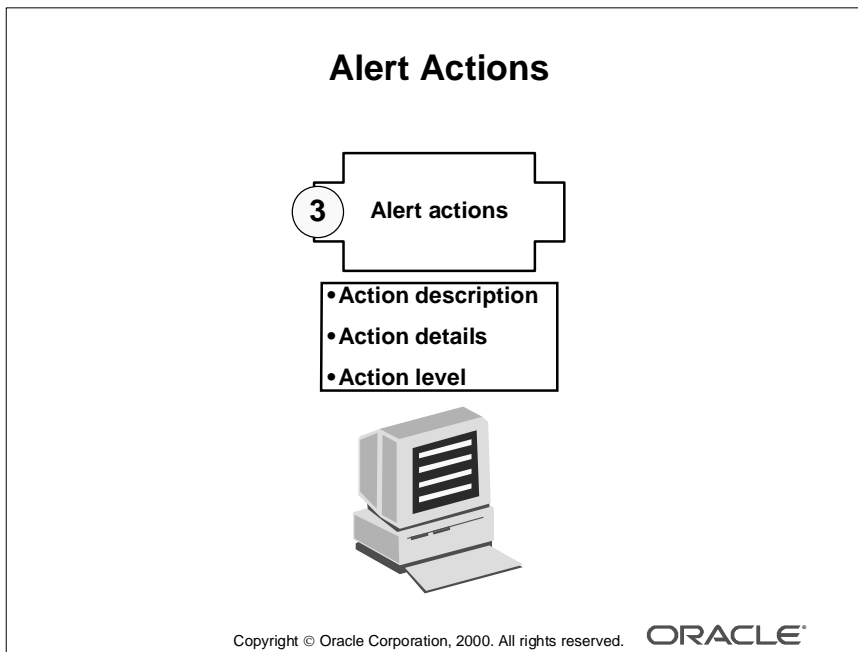 Alert Actions
3 Alert actions
•Action description
•Action details
•Action level
Copyright © Oracle Corporation, 2000. All rights reserved. ORACLE®